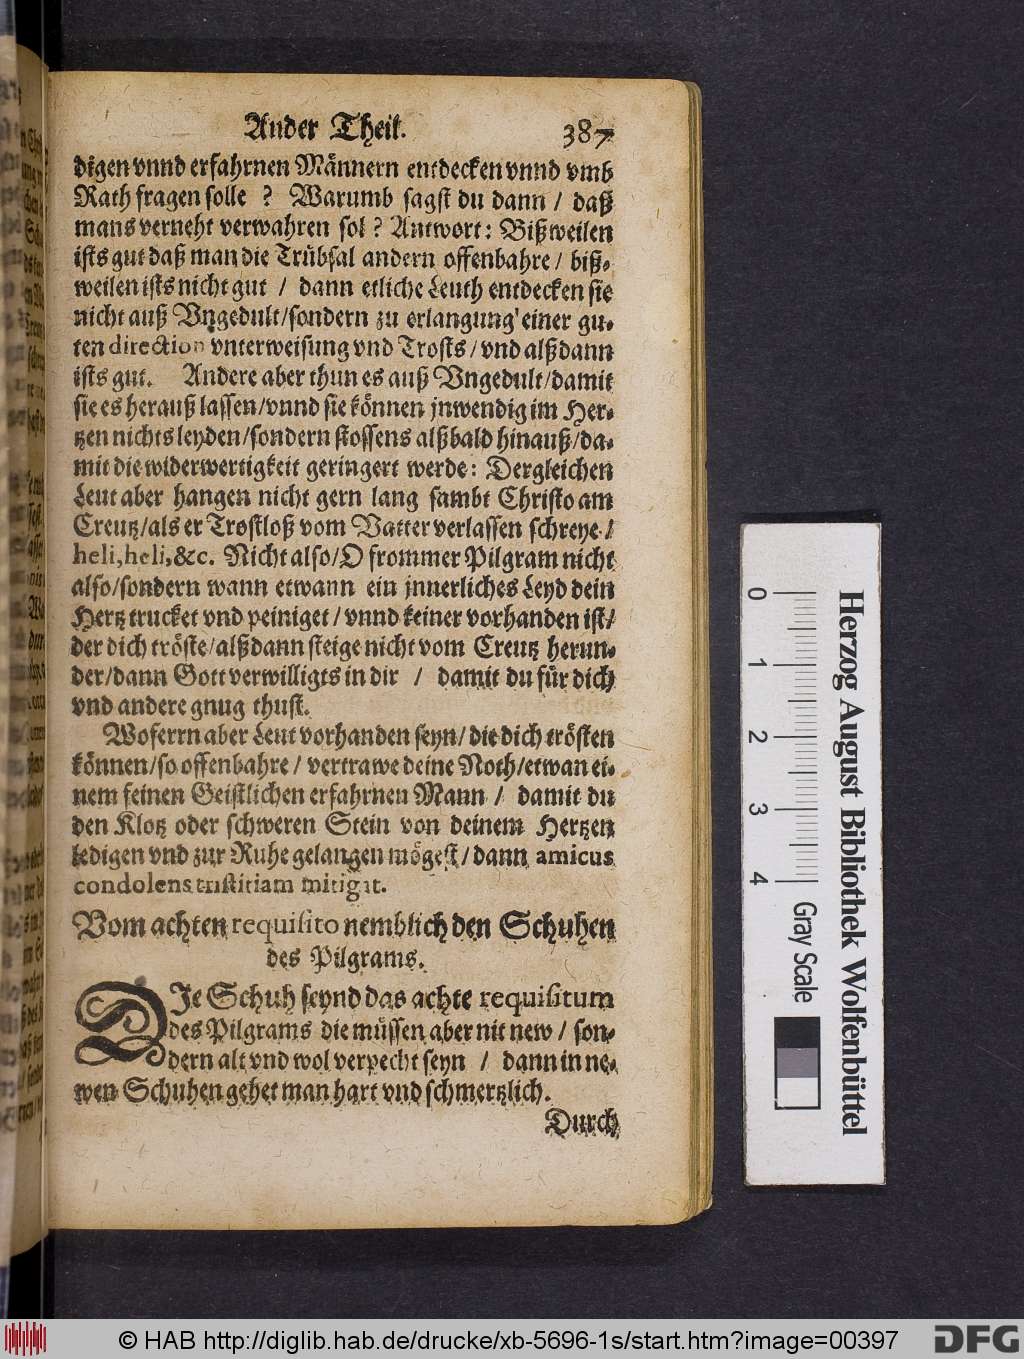 Ander Theil. 387
digen vnnd erfahrnen Männern entdecken vnnd vmb
Rath fragen solle ? Warumb sagst du dann / daß
mans verneht verwahren sol ? Antwort : Bißweilen
ists gut daß man die Trübsal andern offenbahre / biß-
weilen ists nicht gut / dann etliche Leuth entdecken sie
nicht auß Vngedult/sondern zu erlangung einer gu-
ten direction vnterweisung vnd Trosts / vnd alßdann
ists gut. Andere aber thun es auß Vngedult/damit
sie es herauß lassen/vnnd sie können jnwendig im Her-
tzen nichts leyden/sondern stossens alßbald hinauß/da-
mit die widerwertigkeit geringert werde : Dergleichen
Leut aber hangen nicht gern lang sambt Christo am
Creutz/als er Trostloß vom Vatter verlassen schreye /
heli, heli, &c. Nicht also/O frommer Pilgram nicht
also/sondern wann etwann ein jnnerliches Leyd dein
Hertz trucket vnd peiniget / vnnd keiner vorhanden ist/
der dich tröste/alßdann steige nicht vom Creutz herun-
der/dann Gott verwilligts in dir / damit du für dich
vnd andere gnug thust.
Woferrn aber Leut vorhanden seyn/ die dich trösten
können/so offenbahre / vertrawe deine Noth/etwan ei-
nem feinen Geistlichen erfahrnen Mann / damit du
den Klotz oder schweren Stein von deinem Hertzen
ledigen vnd zur Ruhe gelangen mögest / dann amicus
condolens tristitiam mitigat.
Vom achten requisito nemblich den Schuhen
des Pilgrams.
DJe Schuh seynd das achte requisitum
des Pilgrams die müssen aber nit new / son-
dern alt vnd wol verpecht seyn / dann in ne-
wen Schuhen gehet man hart vnd schmertzlich.
Durch
0 1 2 3 4
Gray Scale
Herzog August Bibliothek Wolfenbüttel
© HAB http://diglib.hab.de/drucke/xb-5696-1s/start.htm?image=00397
DFG